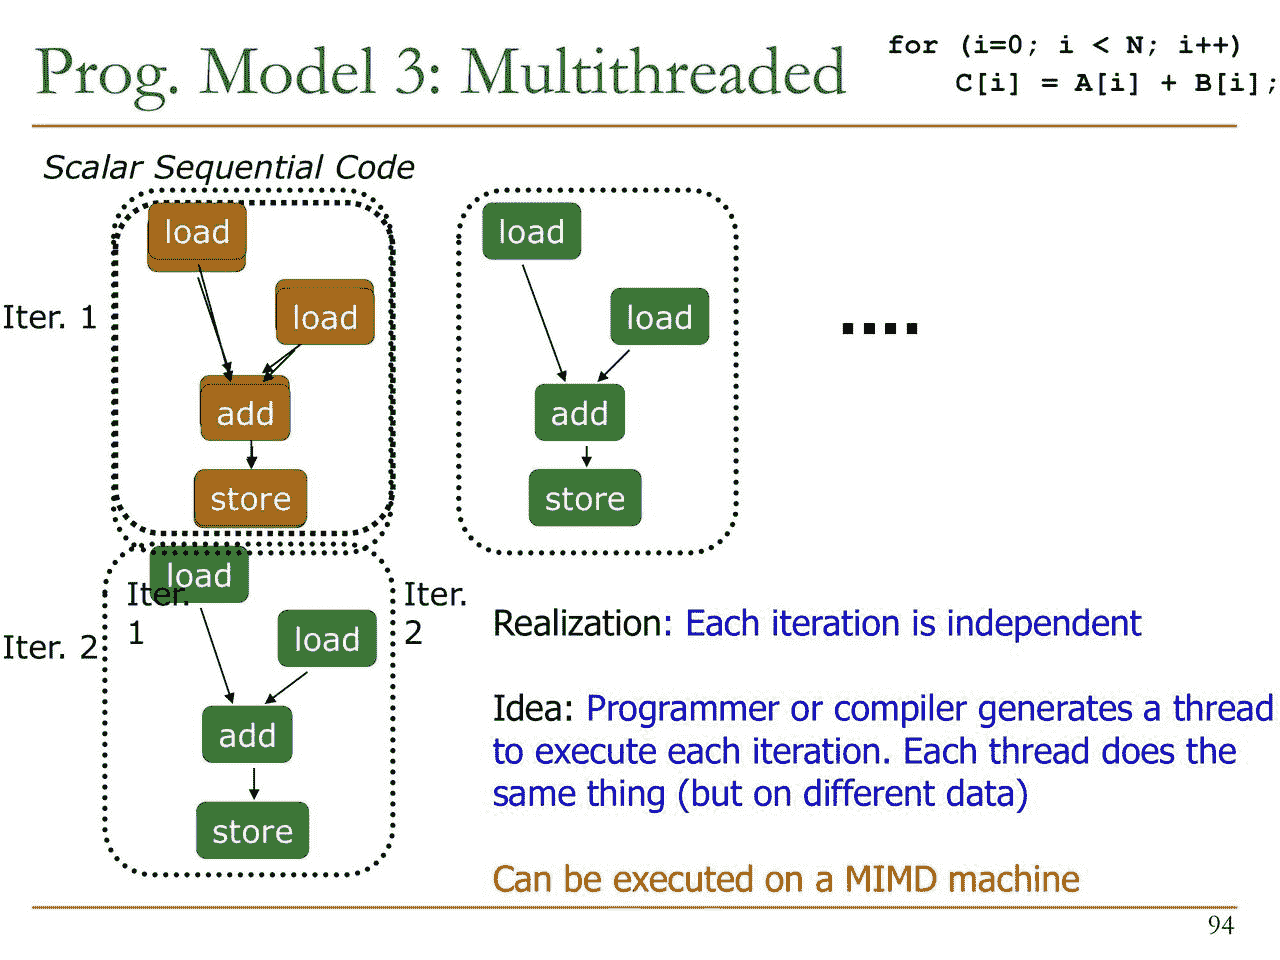 Prog. Model 3: Multithreaded
for (i=0; i < N; i++)
C[i] = A[i] + B[i];
Scalar Sequential Code
load
load
Iter. 1
load
load
....
add
add
store
store
load
Iter.
1
Iter.
2
load
Iter. 2
add
store
Realization: Each iteration is independent
Idea: Programmer or compiler generates a thread
to execute each iteration. Each thread does the
same thing (but on different data)
Can be executed on a MIMD machine
94